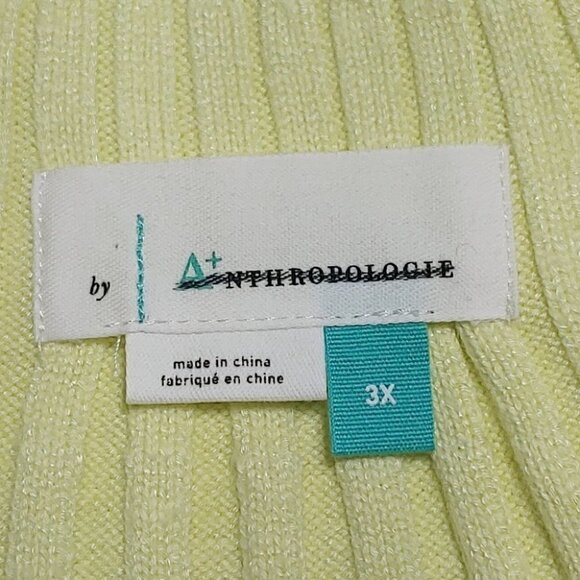 by A+NTHROPOLOGIE
made in china
fabriqué en chine
3X